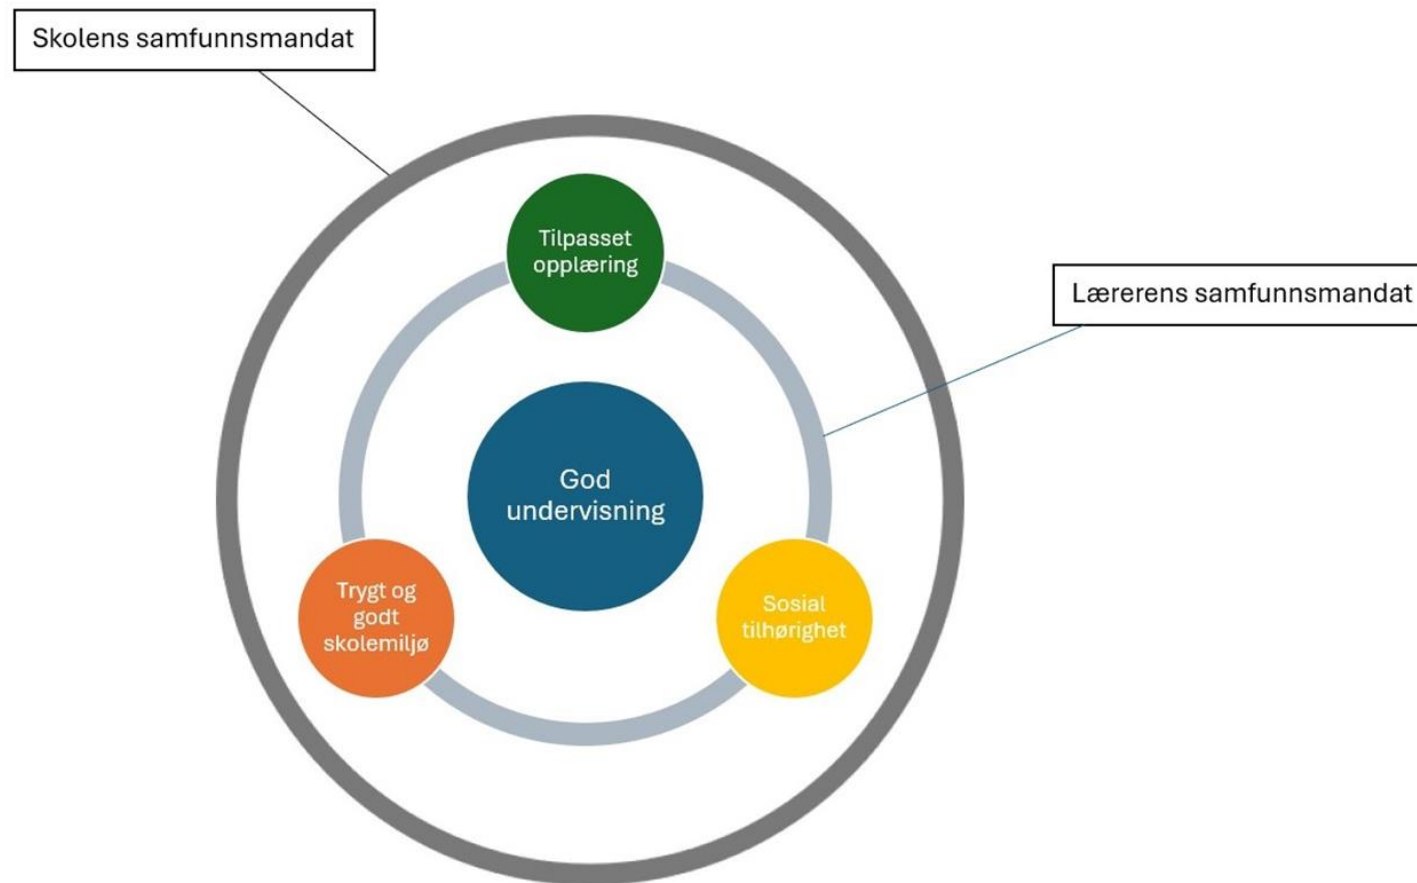 Skolens samfunnsmandat
Tilpasset
opplæring
Lærerens samfunnsmandat
God
undervisning
Trygt og
godt
skolemiljø
Sosial
tilhørighet